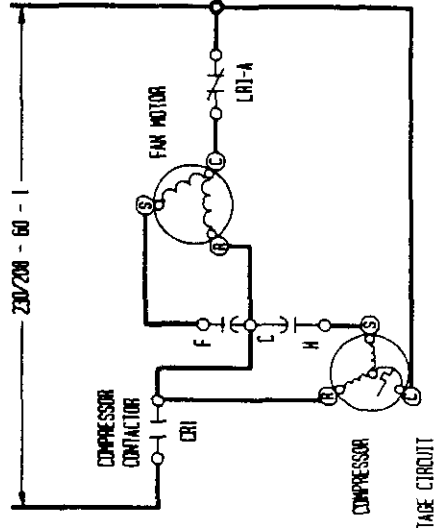 230/208 - 60 - 1
LR1-A
FAN MOTOR
C
S
R
F
C
H
COMPRESSOR
CONTACTOR
CR1
S
R
C
COMPRESSOR
TAGE CIRCUIT